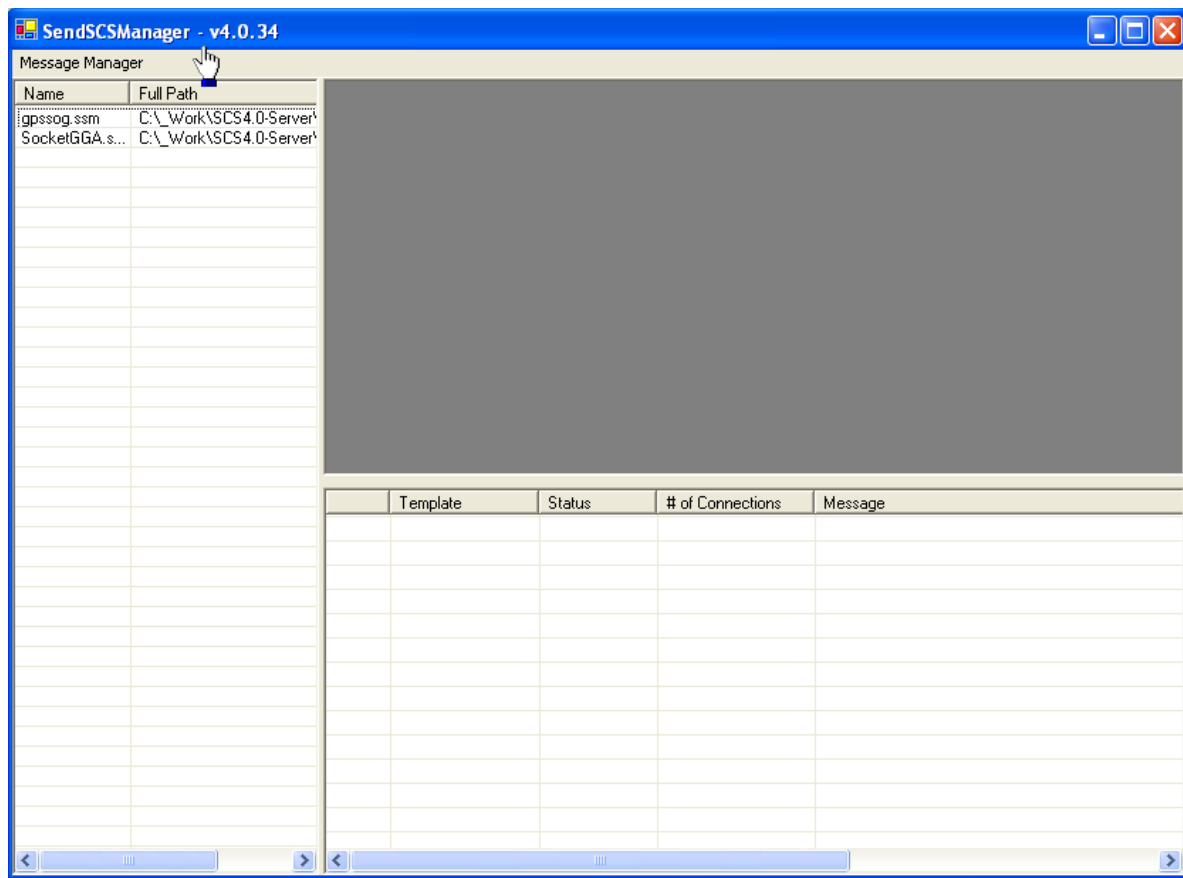 SendSCSManager - v4.0.34
Message Manager
Name Full Path
gpssog.ssm C:\_Work\SCS4.0-Server\
SocketGGA.s... C:\_Work\SCS4.0-Server\
Template Status # of Connections Message